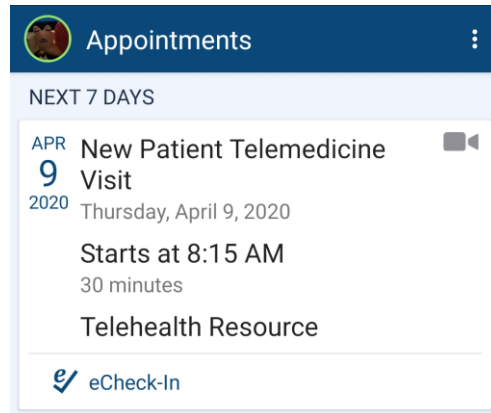 Appointments
NEXT 7 DAYS
APR
9
2020
New Patient Telemedicine
Visit
Thursday, April 9, 2020
Starts at 8:15 AM
30 minutes
Telehealth Resource
eCheck-In